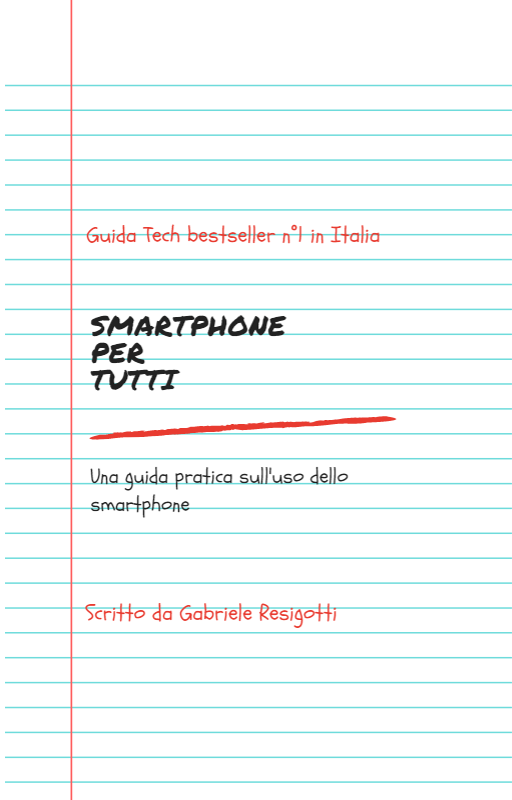 Guida Tech bestseller n°1 in Italia
SMARTPHONE
PER
TUTTI
Una guida pratica sull'uso dello
smartphone
Scritto da Gabriele Resigotti